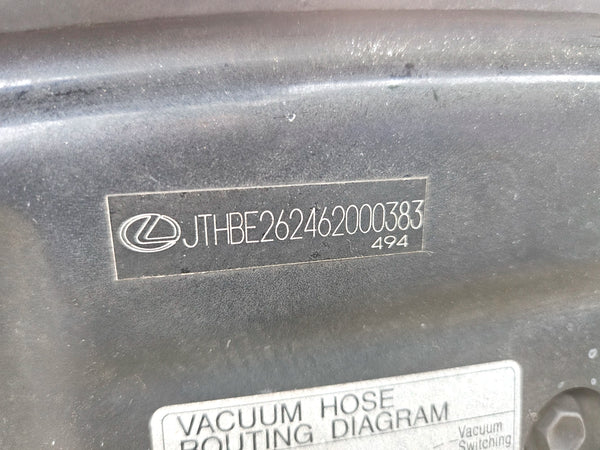 JTHBE262462000383
494
VACUUM HOSE
ROUTING DIAGRAM
Vacuum
Switching